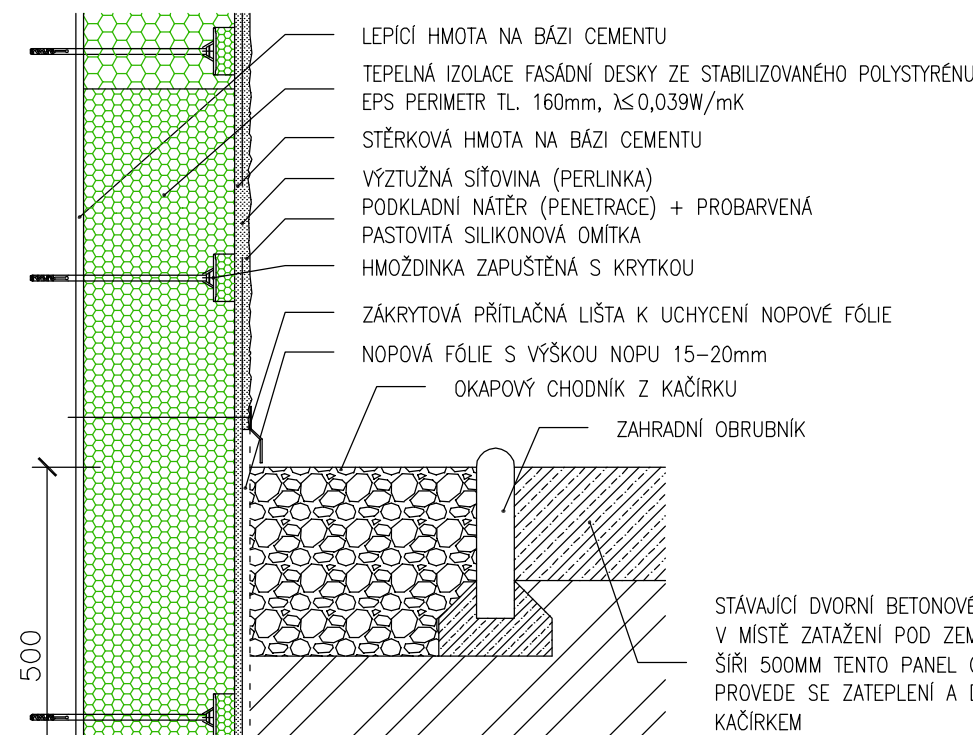 LEPÍCÍ HMOTA NA BÁZI CEMENTU
TEPELNÁ IZOLACE FASÁDNÍ DESKY ZE STABILIZOVANÉHO POLYSTYRÉNU
EPS PERIMETR TL. 160mm, λ≤0,039W/mK
STĚRKOVÁ HMOTA NA BÁZI CEMENTU
VÝZTUŽNÁ SÍŤOVINA (PERLINKA)
PODKLADNÍ NÁTĚR (PENETRACE) + PROBARVENÁ
PASTOVITÁ SILIKONOVÁ OMÍTKA
HMOŽDINKA ZAPUŠTĚNÁ S KRYTKOU
ZÁKRYTOVÁ PŘÍTLAČNÁ LIŠTA K UCHYCENÍ NOPOVÉ FÓLIE
NOPOVÁ FÓLIE S VÝŠKOU NOPU 15-20mm
OKAPOVÝ CHODNÍK Z KAČÍRKU
ZAHRADNÍ OBRUBNÍK
STÁVAJÍCÍ DVORNÍ BETONOVÉ
V MÍSTĚ ZATAŽENÍ POD ZEM
ŠÍŘI 500MM TENTO PANEL
PROVEDE SE ZATEPLENÍ A
KAČÍRKEM
500